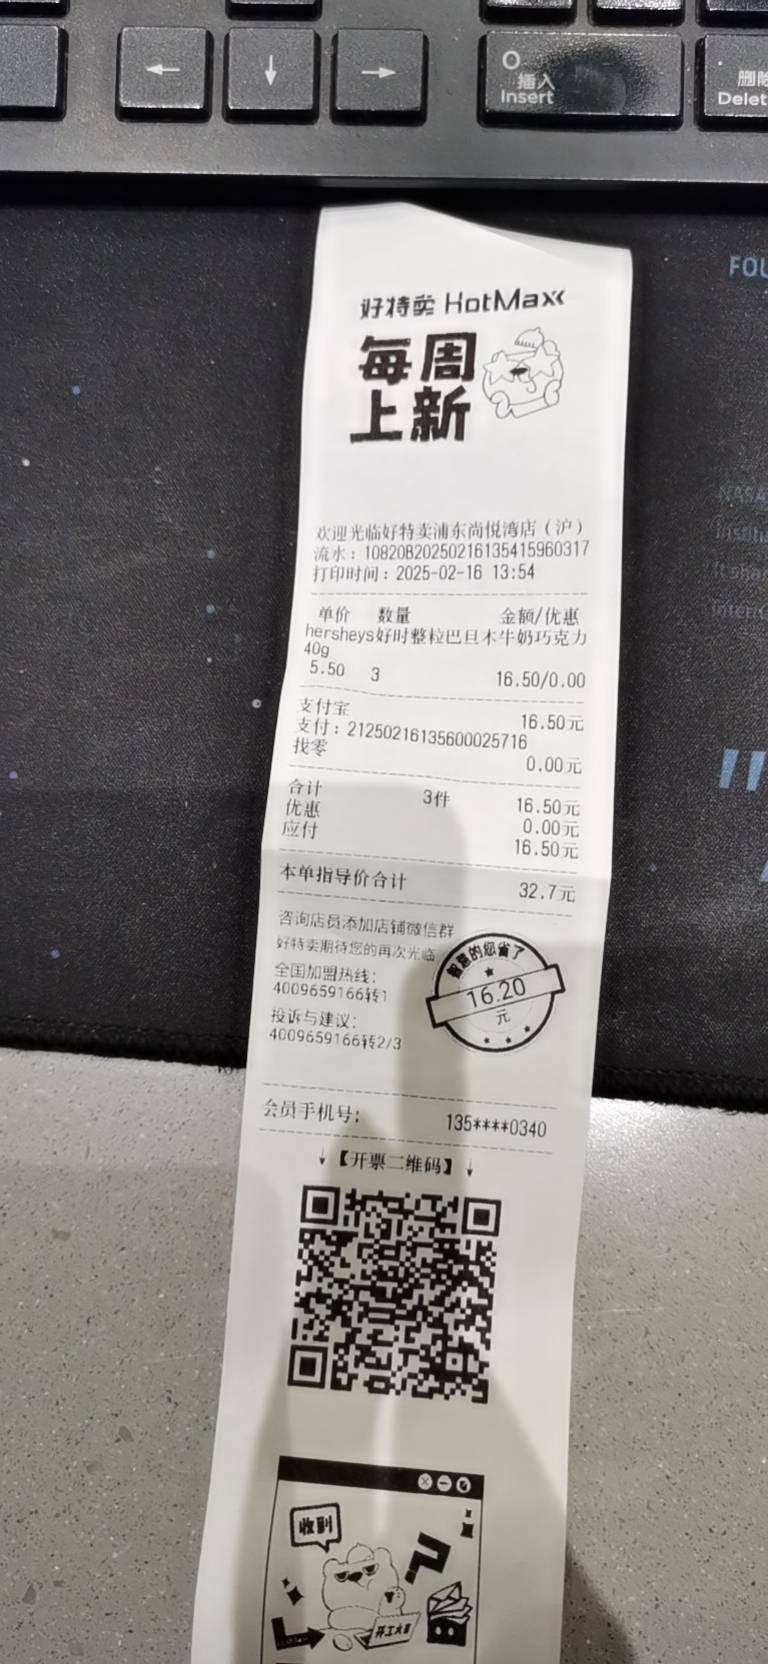 ←
↓
→
插入
Insert
删除
Delet
FOU
好特卖 HotMaxx
每周
上新
欢迎光临好特卖浦东尚悦湾店（沪）
流水：10820B20250216135415960317
打印时间：2025-02-16 13:54
单价 数量 金额/优惠
hersheys好时整粒巴旦木牛奶巧克力
40g
5.50 3 16.50/0.00
支付宝 16.50元
支付：21250216135600025716
找零 0.00元
合计 3件 16.50元
优惠 0.00元
应付 16.50元
本单指导价合计 32.7元
咨询店员添加店铺微信群
好特卖期待您的再次光临
全国加盟热线：
4009659166转1
投诉与建议：
4009659166转2/3
智慧的您省了
16.20
元
会员手机号： 135****0340
↓【开票二维码】↓
收到
开工大吉